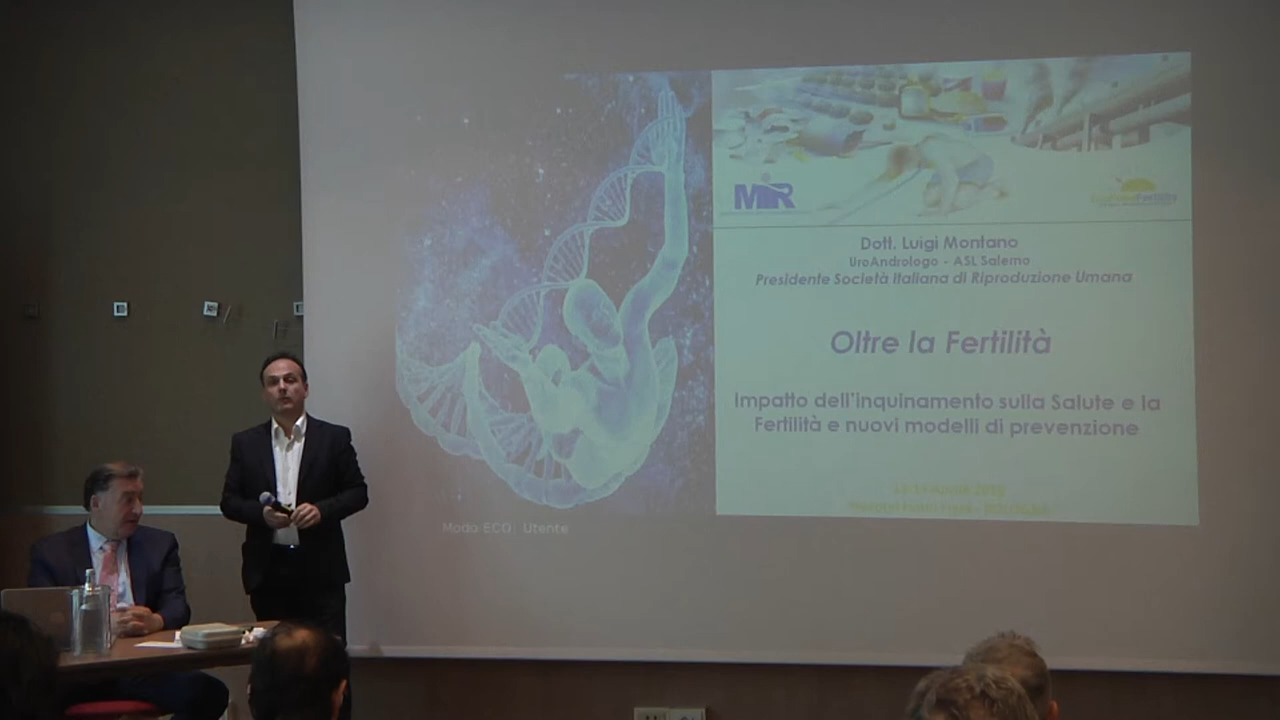 MiR
Dott. Luigi Montano
UroAndrologo - ASL Salerno
Presidente Società Italiana di Riproduzione Umana
Oltre la Fertilità
Impatto dell'inquinamento sulla Salute e la
Fertilità e nuovi modelli di prevenzione
Modo ECO: Utente